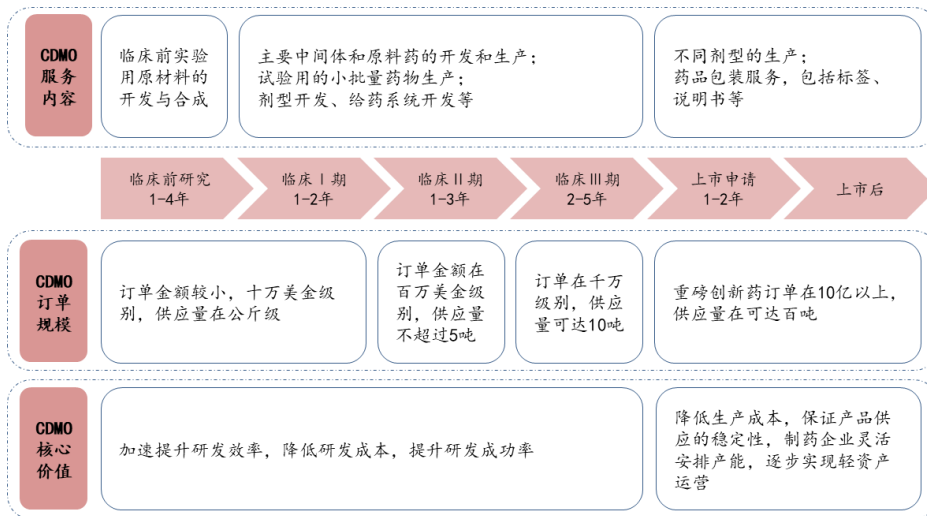 CDMO
服务
内容
临床前实验
用原材料的
开发与合成
主要中间体和原料药的开发和生产；
试验用的小批量药物生产；
剂型开发、给药系统开发等
不同剂型的生产；
药品包装服务，包括标签、
说明书等
临床前研究
1-4年
临床Ⅰ期
1-2年
临床Ⅱ期
1-3年
临床Ⅲ期
2-5年
上市申请
1-2年
上市后
CDMO
订单
规模
订单金额较小，十万美金级
别，供应量在公斤级
订单金额在
百万美金级
别，供应量
不超过5吨
订单在千万
级别，供应
量可达10吨
重磅创新药订单在10亿以上，
供应量在可达百吨
CDMO
核心
价值
加速提升研发效率，降低研发成本，提升研发成功率
降低生产成本，保证产品供
应的稳定性，制药企业灵活
安排产能，逐步实现轻资产
运营